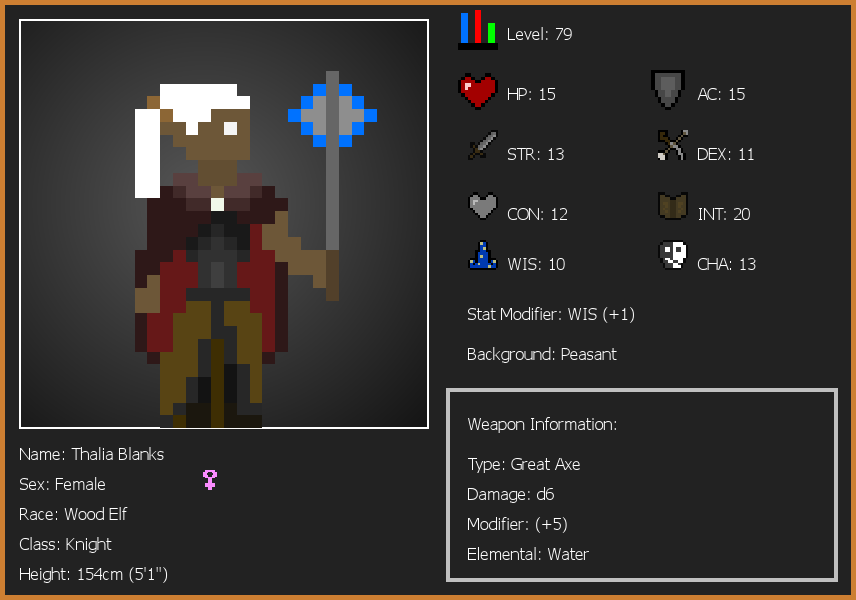 Level: 79
HP: 15
AC: 15
STR: 13
DEX: 11
CON: 12
INT: 20
WIS: 10
CHA: 13
Stat Modifier: WIS (+1)
Background: Peasant
Weapon Information:
Type: Great Axe
Damage: d6
Modifier: (+5)
Elemental: Water
Name: Thalia Blanks
Sex: Female
Race: Wood Elf
Class: Knight
Height: 154cm (5'1")